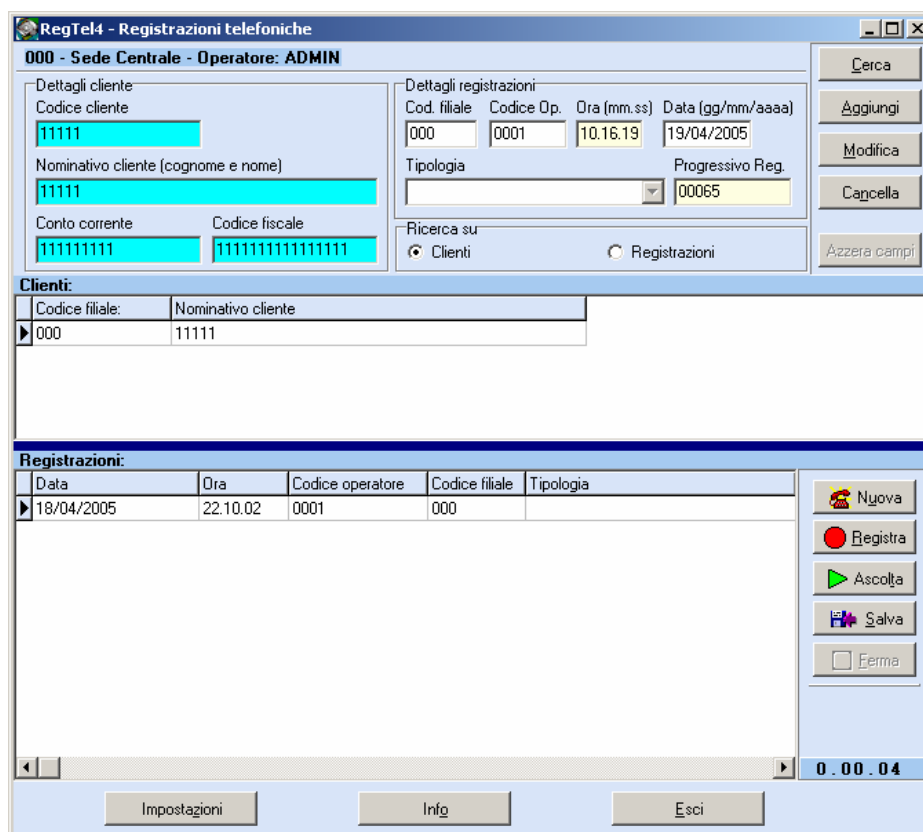 RegTel4 - Registrazioni telefoniche
000 - Sede Centrale - Operatore: ADMIN
Dettagli cliente
Codice cliente
11111
Nominativo cliente (cognome e nome)
11111
Conto corrente Codice fiscale
111111111 1111111111111111
Dettagli registrazioni
Cod. filiale Codice Op. Ora (mm.ss) Data (gg/mm/aaaa)
000 0001 10.16.19 19/04/2005
Tipologia Progressivo Reg.
00065
Ricerca su
Clienti Registrazioni
Cerca
Aggiungi
Modifica
Cancella
Azzera campi
Clienti:
Codice filiale: Nominativo cliente
000 11111
Registrazioni:
Data Ora Codice operatore Codice filiale Tipologia
18/04/2005 22.10.02 0001 000
Nuova
Registra
Ascolta
Salva
Ferma
0.00.04
Impostazioni Info Esci